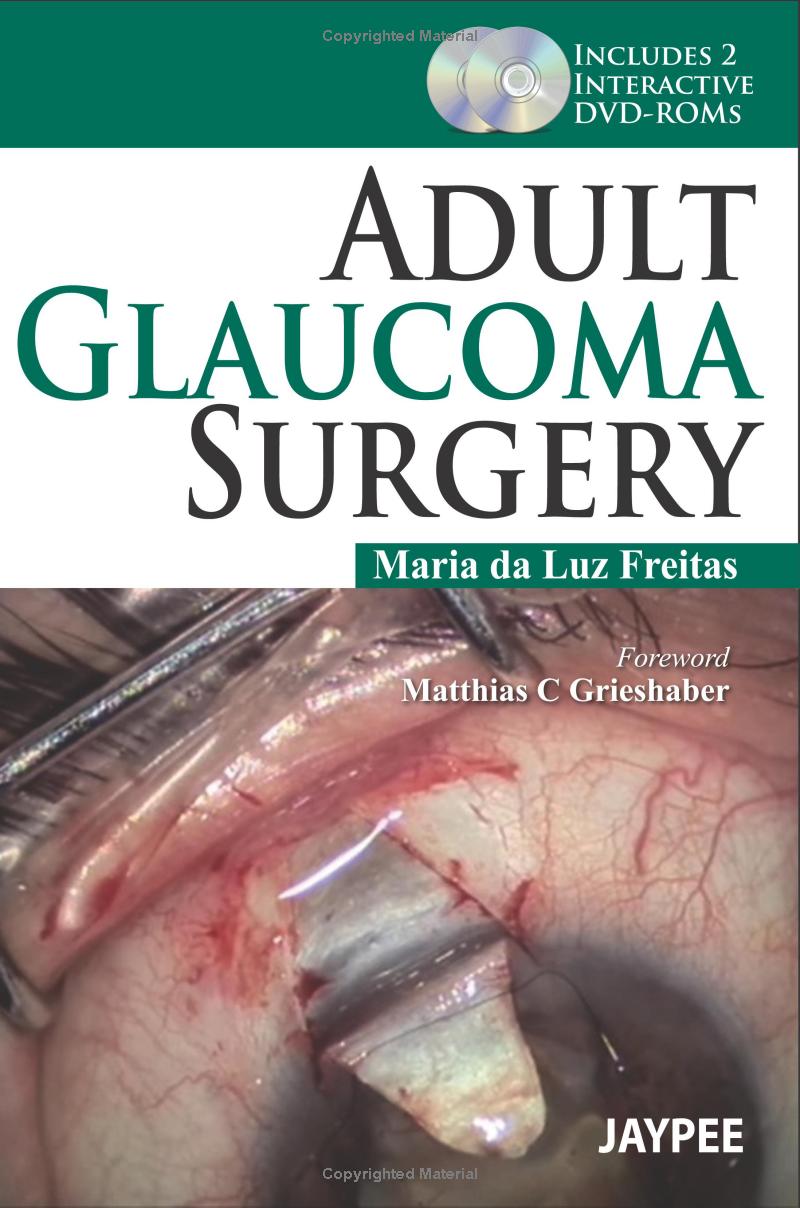 Copyrighted Material
INCLUDES 2
INTERACTIVE
DVD-ROMS
ADULT
GLAUCOMA
SURGERY
Maria da Luz Freitas
Foreword
Matthias C Grieshaber
JAYPEE
Copyrighted Material